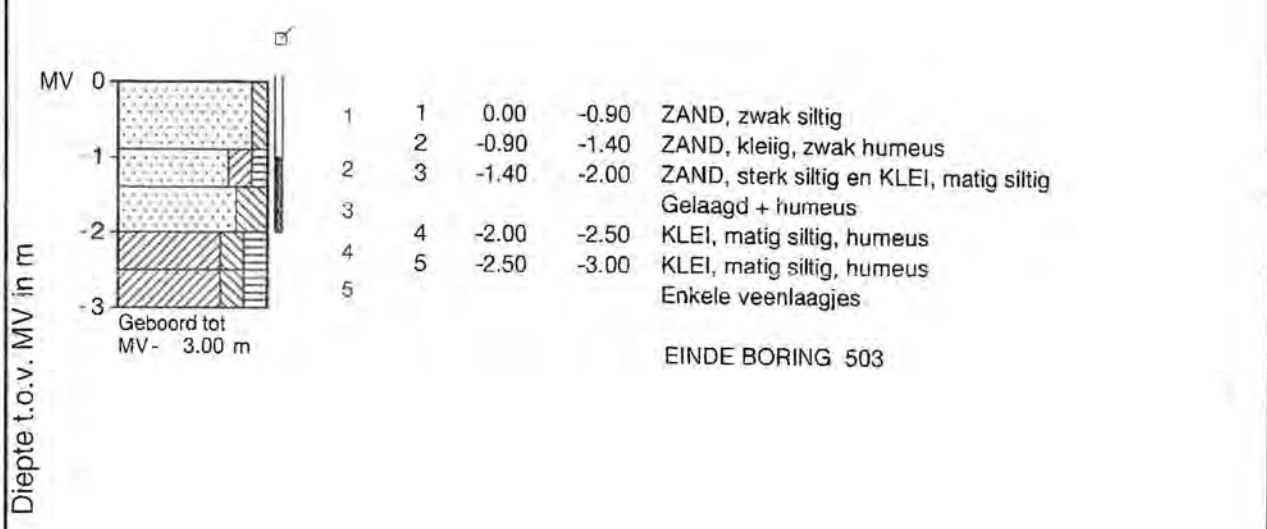 MV 0
1 1 0.00 -0.90 ZAND, zwak siltig
2 -0.90 -1.40 ZAND, kleiig, zwak humeus
-1
2 3 -1.40 -2.00 ZAND, sterk siltig en KLEI, matig siltig
3 Gelaagd + humeus
-2
4 -2.00 -2.50 KLEI, matig siltig, humeus
4 5 -2.50 -3.00 KLEI, matig siltig, humeus
5 Enkele veenlaagjes
-3
Geboord tot
MV- 3.00 m
EINDE BORING 503
Diepte t.o.v. MV in m